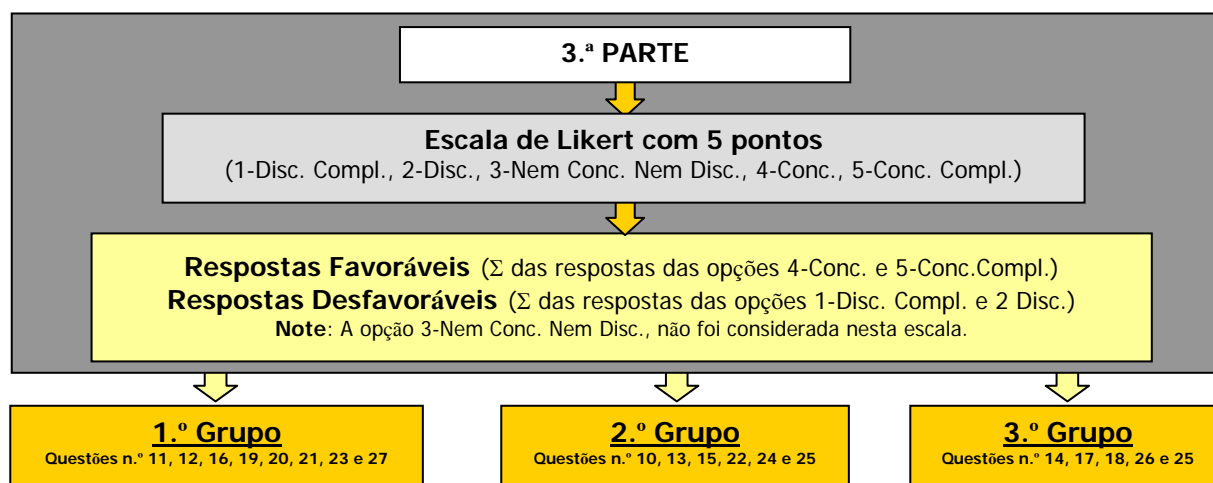 3.ª PARTE
Escala de Likert com 5 pontos
(1-Disc. Compl., 2-Disc., 3-Nem Conc. Nem Disc., 4-Conc., 5-Conc. Compl.)
Respostas Favoráveis (Σ das respostas das opções 4-Conc. e 5-Conc.Compl.)
Respostas Desfavoráveis (Σ das respostas das opções 1-Disc. Compl. e 2 Disc.)
Note: A opção 3-Nem Conc. Nem Disc., não foi considerada nesta escala.
1.º Grupo
Questões n.º 11, 12, 16, 19, 20, 21, 23 e 27
2.º Grupo
Questões n.º 10, 13, 15, 22, 24 e 25
3.º Grupo
Questões n.º 14, 17, 18, 26 e 25